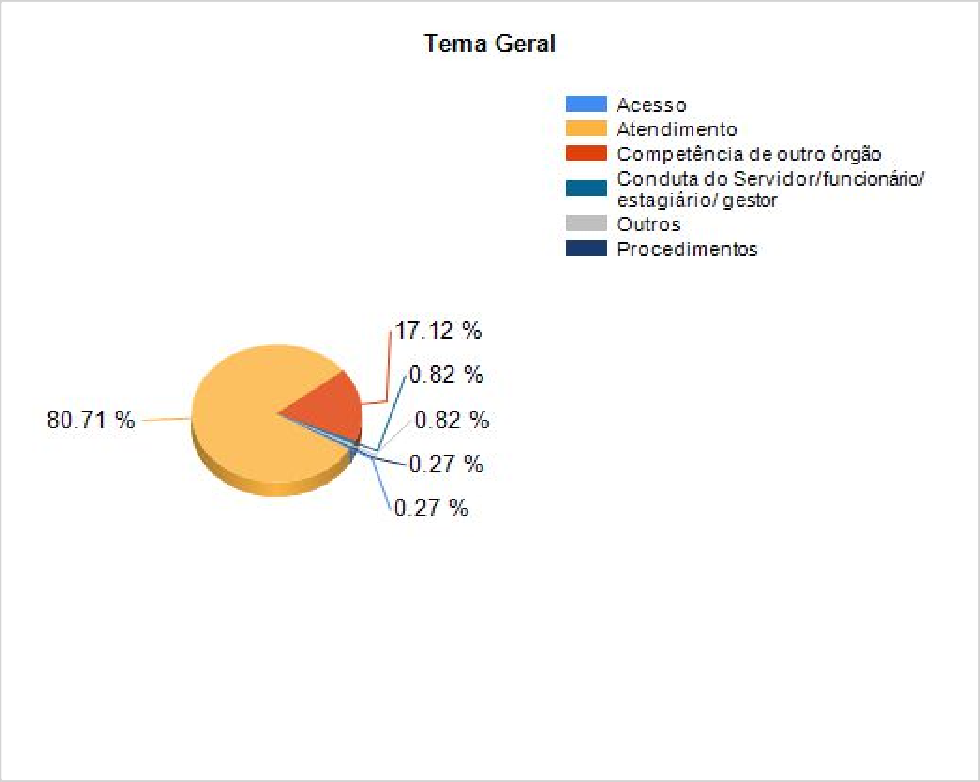 Tema Geral
Acesso
Atendimento
Competência de outro órgão
Conduta do Servidor/funcionário/
estagiário/ gestor
Outros
Procedimentos
17.12 %
0.82 %
80.71 %
0.82 %
0.27 %
0.27 %